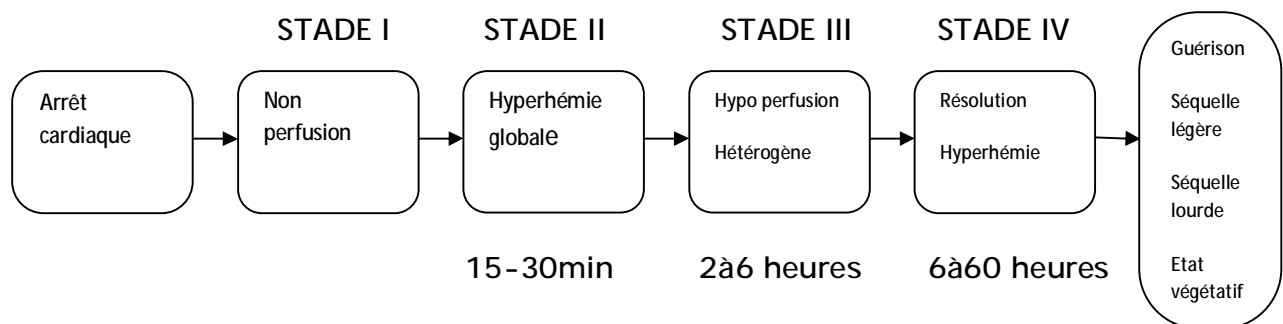 STADE I
STADE II
STADE III
STADE IV
Arrêt
cardiaque
Non
perfusion
Hyperhémie
globale
Hypo perfusion
Hétérogène
Résolution
Hyperhémie
Guérison
Séquelle
légère
Séquelle
lourde
Etat
végétatif
15-30min
2à6 heures
6à60 heures